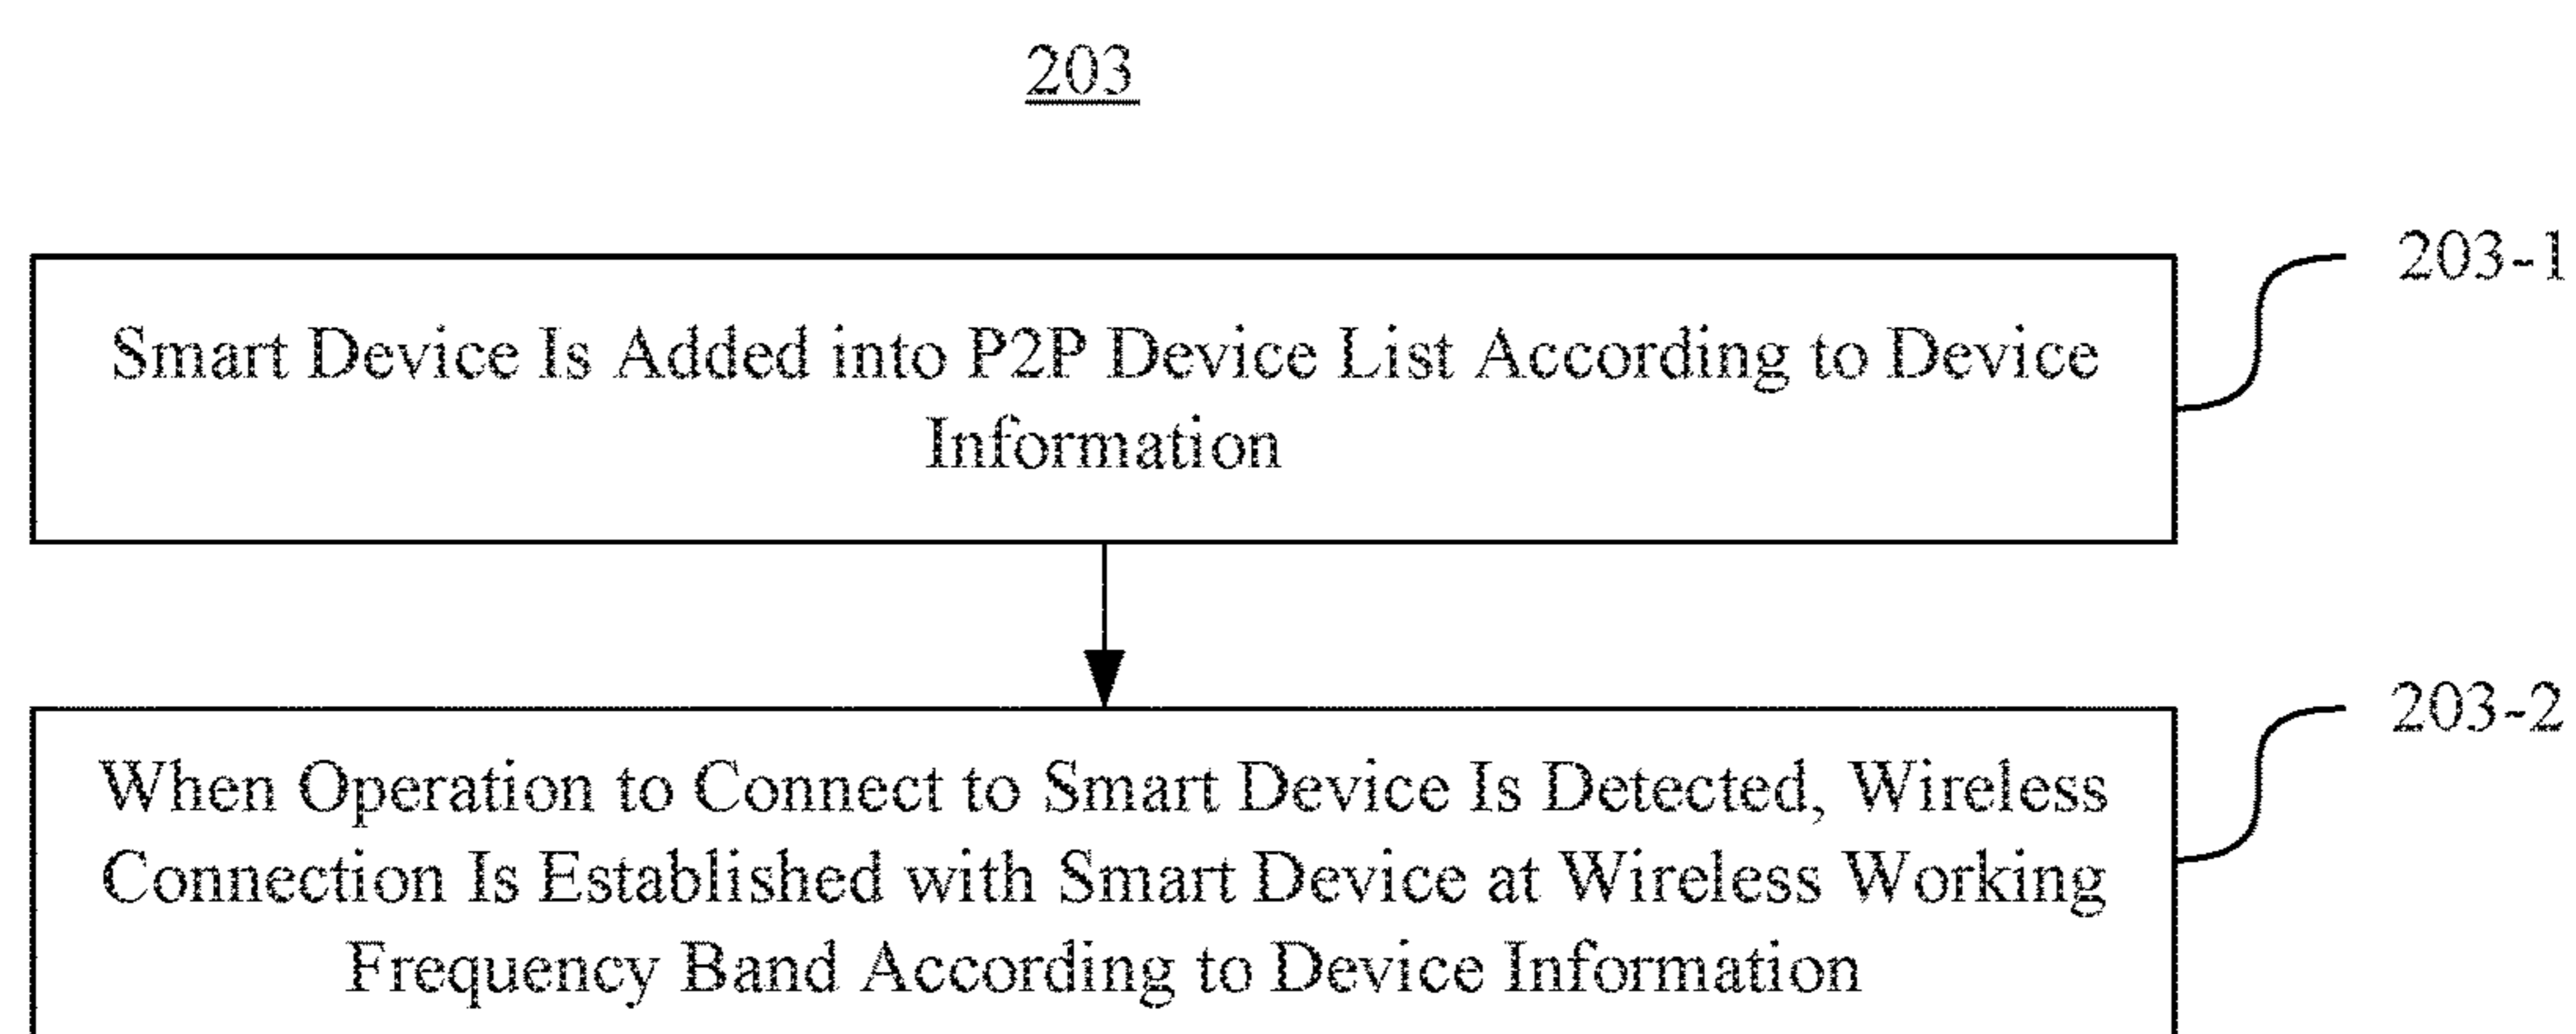 203
203-1
Smart Device Is Added into P2P Device List According to Device
Information
203-2
When Operation to Connect to Smart Device Is Detected, Wireless
Connection Is Established with Smart Device at Wireless Working
Frequency Band According to Device Information